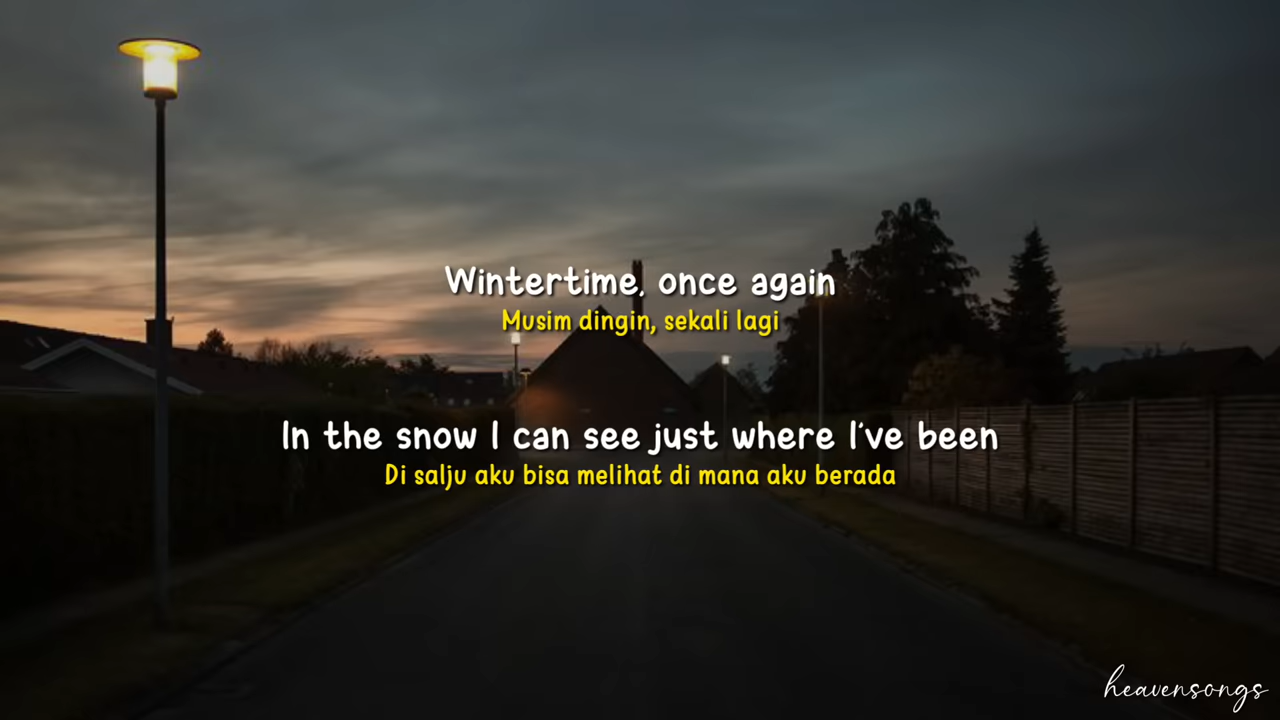 Wintertime, once again
Musim dingin, sekali lagi
In the snow I can see just where I've been
Di salju aku bisa melihat di mana aku berada
heavensongs